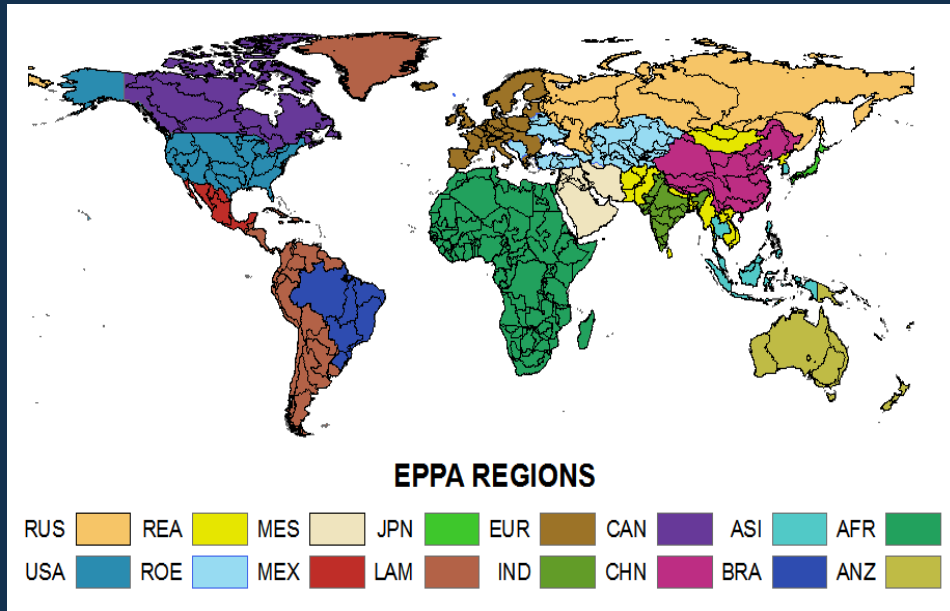 EPPA REGIONS
RUS REA MES JPN EUR CAN ASI AFR
USA ROE MEX LAM IND CHN BRA ANZ